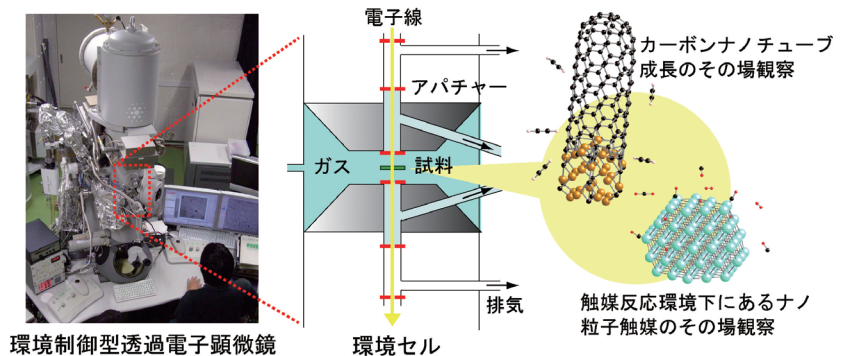 電子線
アパチャー
ガス
試料
排気
環境セル
環境制御型透過電子顕微鏡
カーボンナノチューブ
成長のその場観察
触媒反応環境下にあるナノ
粒子触媒のその場観察